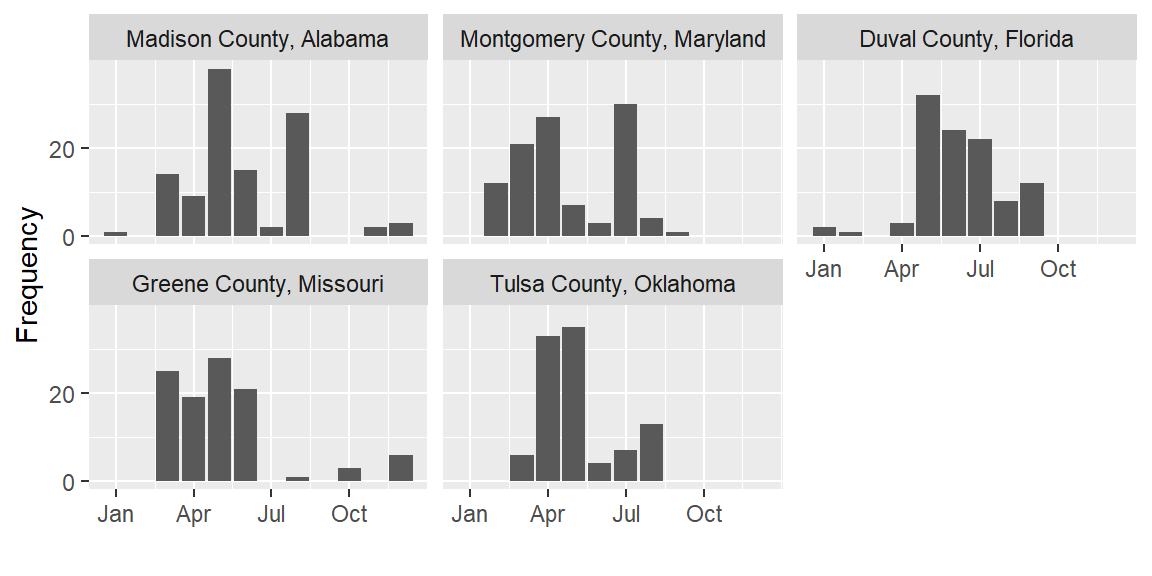 Madison County, Alabama
Montgomery County, Maryland
Duval County, Florida
20
0
Jan Apr Jul Oct
Frequency
Greene County, Missouri
Tulsa County, Oklahoma
20
0
Jan Apr Jul Oct
Jan Apr Jul Oct